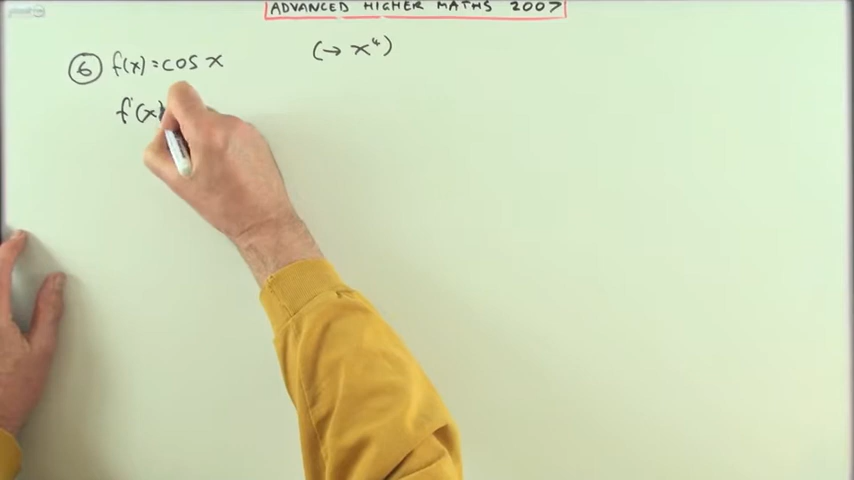 ADVANCED HIGHER MATHS 2007
⑥ f(x) = cos x (→ x⁴)
f'(x)